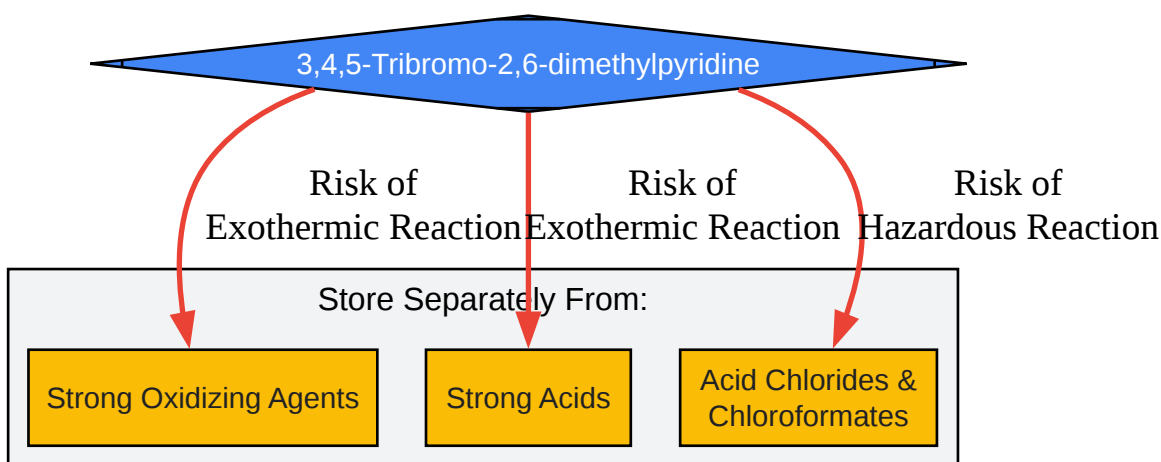 3,4,5-Tribromo-2,6-dimethylpyridine
Risk of
Exothermic Reaction
Risk of
Exothermic Reaction
Risk of
Hazardous Reaction
Store Separately From:
Strong Oxidizing Agents
Strong Acids
Acid Chlorides &
Chloroformates